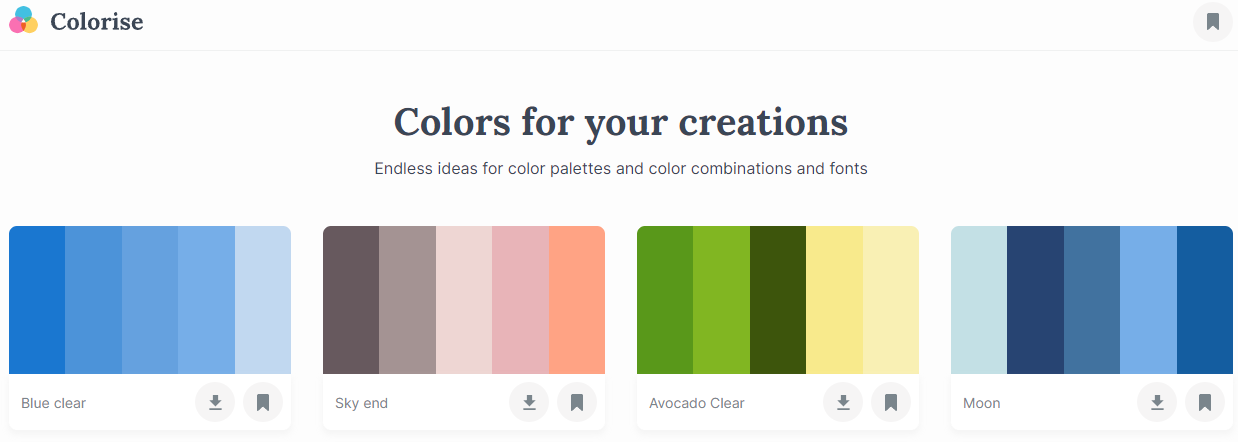 Colorise
Colors for your creations
Endless ideas for color palettes and color combinations and fonts
Blue clear
Sky end
Avocado Clear
Moon